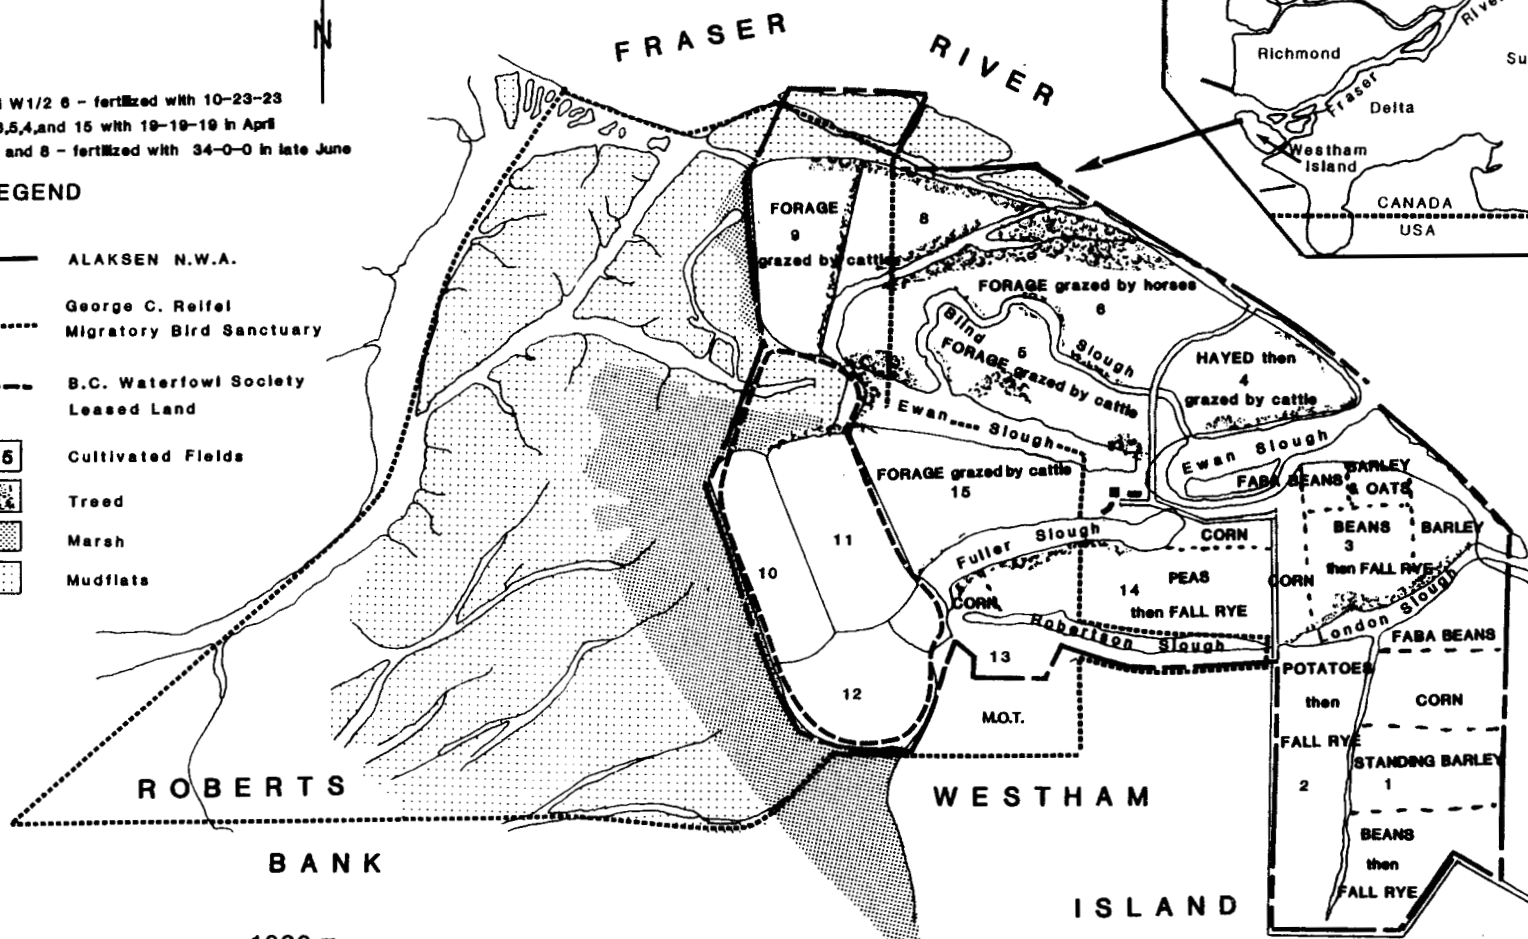 FRASER RIVER
N
W1/2 6 - fertilized with 10-23-23
3,5,4,and 15 with 19-19-19 in April
and 8 - fertilized with 34-0-0 in late June
EGEND
ALAKSEN N.W.A.
George C. Reifel
Migratory Bird Sanctuary
B.C. Waterfowl Society
Leased Land
5
Cultivated Fields
Treed
Marsh
Mudflats
Richmond
River
Su
Fraser
Delta
Westham
Island
CANADA
USA
FORAGE
9
grazed by cattle
8
FORAGE grazed by horses
6
Blind Slough
5
FORAGE grazed by cattle
HAYED then
4
grazed by cattle
Ewan Slough
Ewan Slough
FORAGE grazed by cattle
15
FABA BEANS
BARLEY
& OATS
BEANS
3
then FALL RYE
BARLEY
CORN
Fuller Slough
CORN
PEAS
14
then FALL RYE
CORN
Robertson Slough
London Slough
FABA BEANS
10
11
12
13
M.O.T.
POTATOES
then
FALL RYE
2
CORN
STANDING BARLEY
1
BEANS
then
FALL RYE
ROBERTS
BANK
WESTHAM
ISLAND